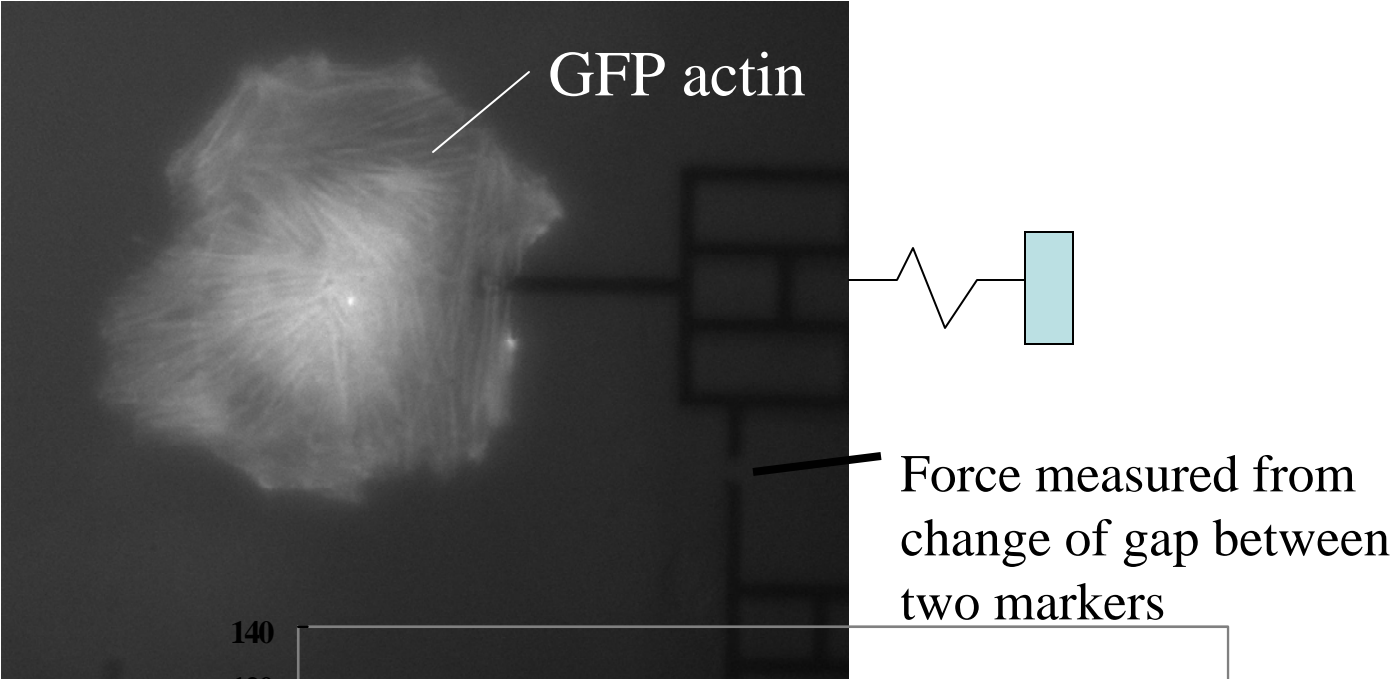 GFP actin
Force measured from
change of gap between
two markers
140